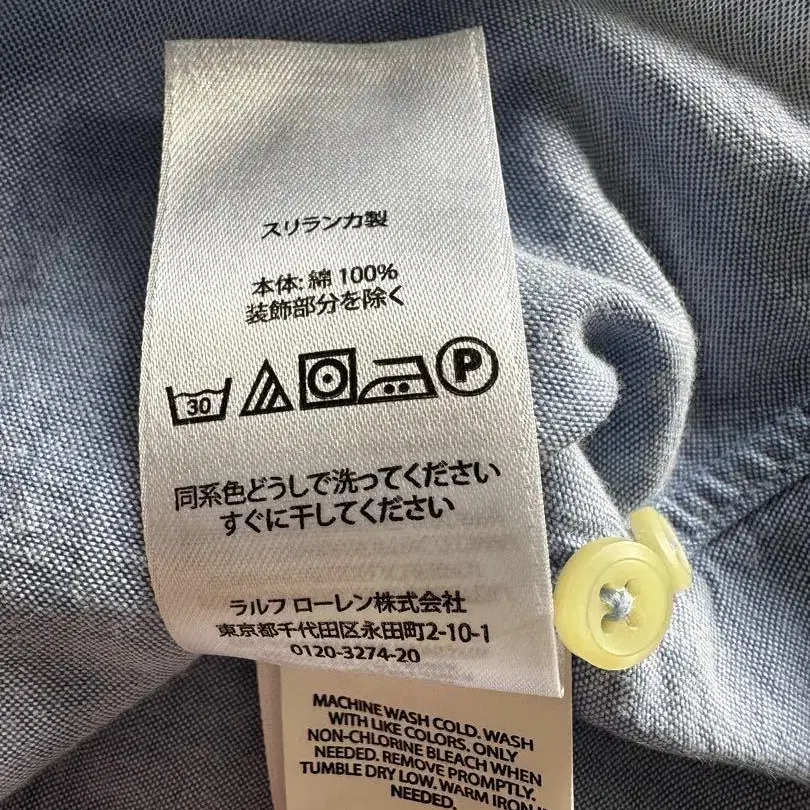 スリランカ製
本体: 綿 100%
装飾部分を除く
30
P
同系色どうしで洗ってください
すぐに干してください
ラルフ ローレン株式会社
東京都千代田区永田町2-10-1
0120-3274-20
MACHINE WASH COLD. WASH
WITH LIKE COLORS. ONLY
NON-CHLORINE BLEACH WHEN
NEEDED. REMOVE PROMPTLY.
TUMBLE DRY LOW. WARM IRON
NEEDED.